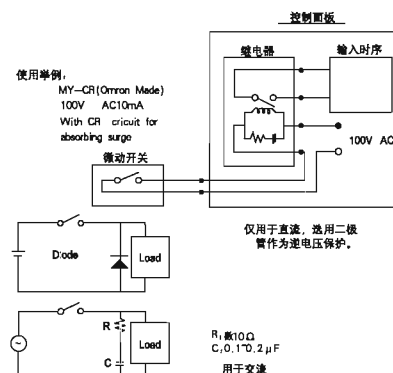 控制面板
继电器
输入时序
使用举例:
MY-CR(Omron Made)
100V AC10mA
With CR cricuit for
absorbing surge
100V AC
微动开关
仅用于直流,选用二极
管作为逆电压保护。
Diode
Load
R
Load
C
R:数10Ω
C:0.1~0.2μF
用于交流